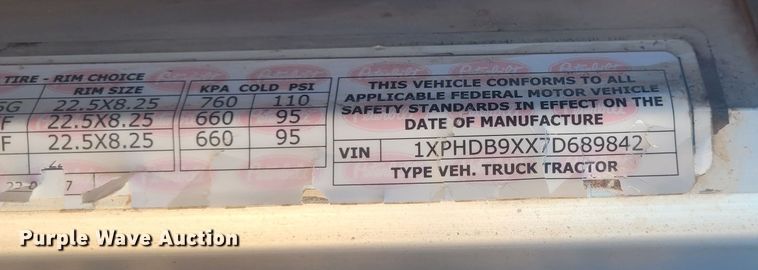 TIRE - RIM CHOICE
RIM SIZE KPA COLD PSI
G 22.5X8.25 760 110
F 22.5X8.25 660 95
F 22.5X8.25 660 95
THIS VEHICLE CONFORMS TO ALL
APPLICABLE FEDERAL MOTOR VEHICLE
SAFETY STANDARDS IN EFFECT ON THE
DATE OF MANUFACTURE
VIN 1XPHDB9XX7D689842
TYPE VEH. TRUCK TRACTOR
Purple Wave Auction